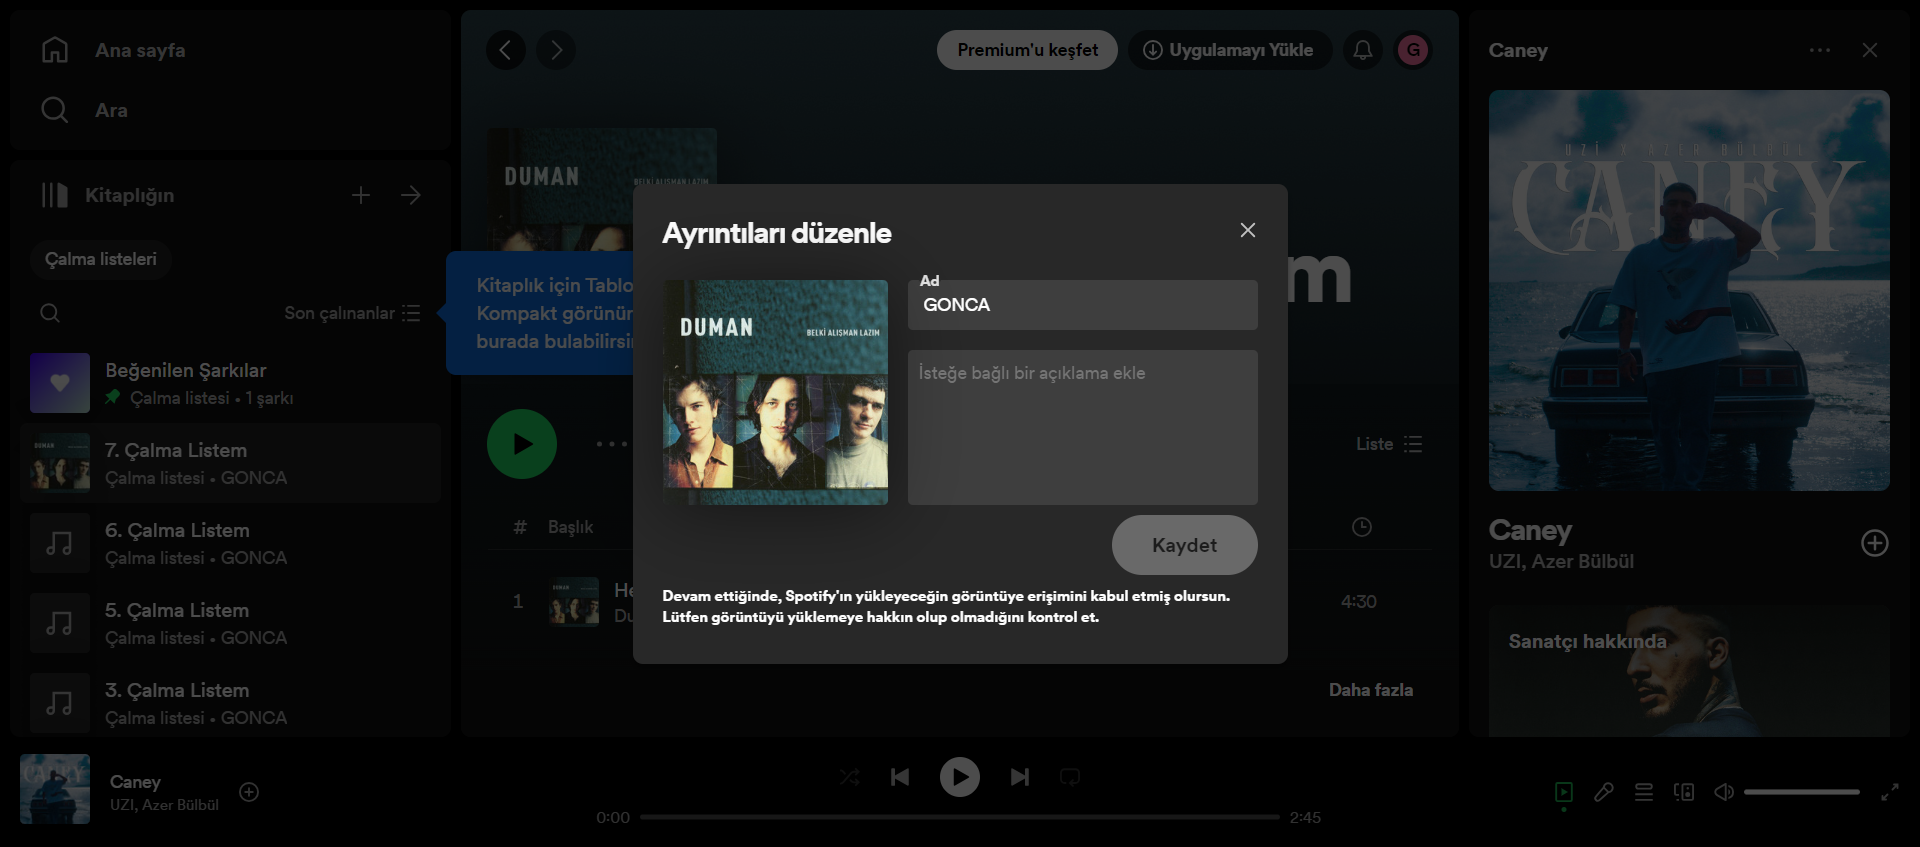 Ana sayfa
Ara
Kitaplığın
Çalma listeleri
Son çalınanlar
Beğenilen Şarkılar
Çalma listesi • 1 şarkı
DUMAN
7. Çalma Listem
Çalma listesi • GONCA
6. Çalma Listem
Çalma listesi • GONCA
5. Çalma Listem
Çalma listesi • GONCA
3. Çalma Listem
Çalma listesi • GONCA
Premium'u keşfet
Uygulamayı Yükle
G
DUMAN
BELKİ ALIŞMAN LAZIM
m
Kitaplık için Tablo
Kompakt görünür
burada bulabilirsin
Liste
# Başlık
1
DUMAN
He
Du
4:30
Daha fazla
Ayrıntıları düzenle
DUMAN
BELKİ ALIŞMAN LAZIM
Ad
GONCA
İsteğe bağlı bir açıklama ekle
Kaydet
Devam ettiğinde, Spotify'ın yükleyeceğin görüntüye erişimini kabul etmiş olursun.
Lütfen görüntüyü yüklemeye hakkın olup olmadığını kontrol et.
Caney
UZİ X AZER BÜLBÜL
CANEY
Caney
UZI, Azer Bülbül
Sanatçı hakkında
CANEY
Caney
UZI, Azer Bülbül
0:00
2:45